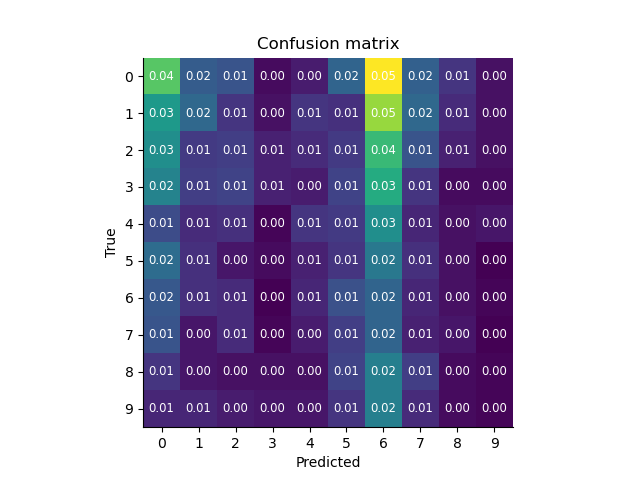 Confusion matrix
0 0.04 0.02 0.01 0.00 0.00 0.02 0.05 0.02 0.01 0.00
1 0.03 0.02 0.01 0.00 0.01 0.01 0.05 0.02 0.01 0.00
2 0.03 0.01 0.01 0.01 0.01 0.01 0.04 0.01 0.01 0.00
3 0.02 0.01 0.01 0.01 0.00 0.01 0.03 0.01 0.00 0.00
4 0.01 0.01 0.01 0.00 0.01 0.01 0.03 0.01 0.00 0.00
True
5 0.02 0.01 0.00 0.00 0.01 0.01 0.02 0.01 0.00 0.00
6 0.02 0.01 0.01 0.00 0.01 0.01 0.02 0.01 0.00 0.00
7 0.01 0.00 0.01 0.00 0.00 0.01 0.02 0.01 0.00 0.00
8 0.01 0.00 0.00 0.00 0.00 0.01 0.02 0.01 0.00 0.00
9 0.01 0.01 0.00 0.00 0.00 0.01 0.02 0.01 0.00 0.00
0 1 2 3 4 5 6 7 8 9
Predicted